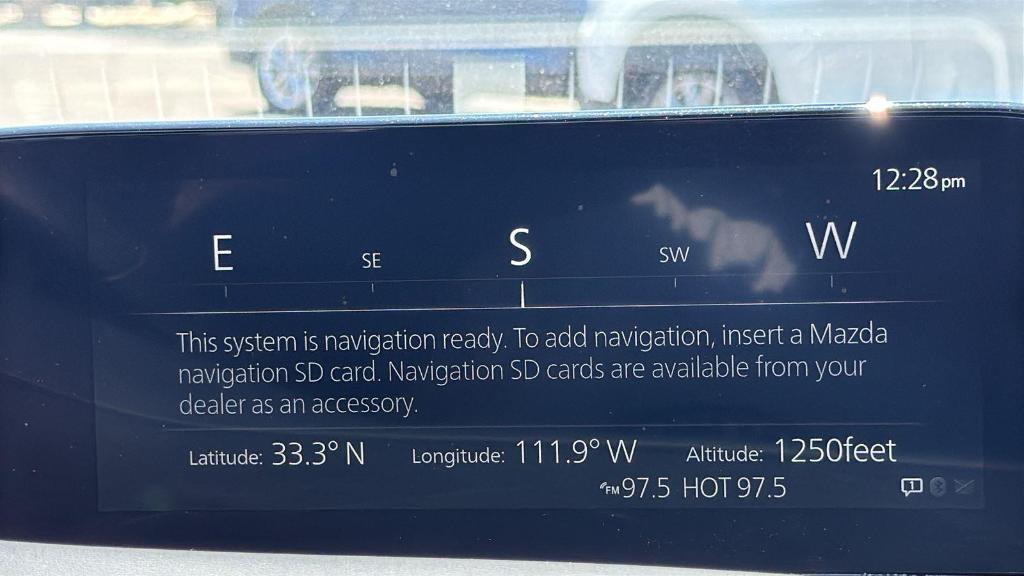 12:28pm
E SE S SW W
This system is navigation ready. To add navigation, insert a Mazda
navigation SD card. Navigation SD cards are available from your
dealer as an accessory.
Latitude: 33.3° N Longitude: 111.9° W Altitude: 1250feet
FM 97.5 HOT 97.5 1